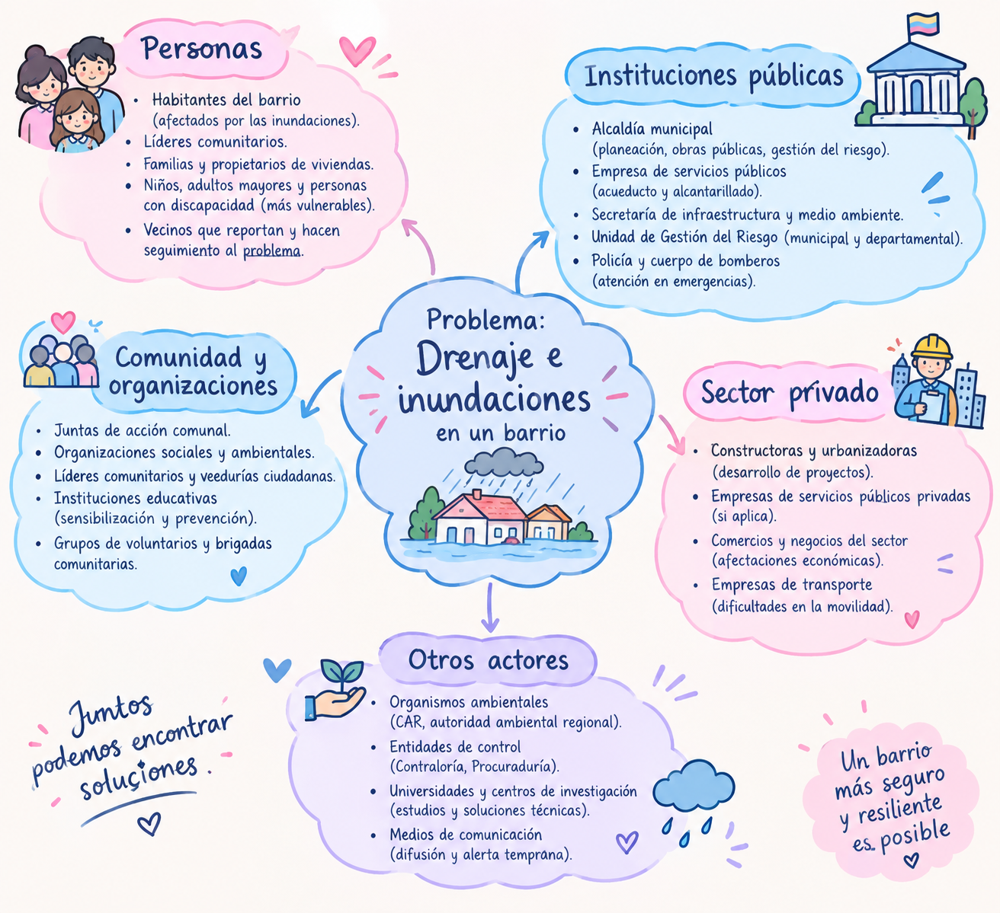 Personas
• Habitantes del barrio
(afectados por las inundaciones).
• Líderes comunitarios.
• Familias y propietarios de viviendas.
• Niños, adultos mayores y personas
con discapacidad (más vulnerables).
• Vecinos que reportan y hacen
seguimiento al problema.
Instituciones públicas
• Alcaldía municipal
(planeación, obras públicas, gestión del riesgo).
• Empresa de servicios públicos
(acueducto y alcantarillado).
• Secretaría de infraestructura y medio ambiente.
• Unidad de Gestión del Riesgo (municipal y departamental).
• Policía y cuerpo de bomberos
(atención en emergencias).
Problema:
Drenaje e
inundaciones
en un barrio
Comunidad y
organizaciones
• Juntas de acción comunal.
• Organizaciones sociales y ambientales.
• Líderes comunitarios y veedurías ciudadanas.
• Instituciones educativas
(sensibilización y prevención).
• Grupos de voluntarios y brigadas
comunitarias.
Sector privado
• Constructoras y urbanizadoras
(desarrollo de proyectos).
• Empresas de servicios públicos privadas
(si aplica).
• Comercios y negocios del sector
(afectaciones económicas).
• Empresas de transporte
(dificultades en la movilidad).
Otros actores
• Organismos ambientales
(CAR, autoridad ambiental regional).
• Entidades de control
(Contraloría, Procuraduría).
• Universidades y centros de investigación
(estudios y soluciones técnicas).
• Medios de comunicación
(difusión y alerta temprana).
Juntos
podemos encontrar
soluciones.
Un barrio
más seguro
y resiliente
es posible